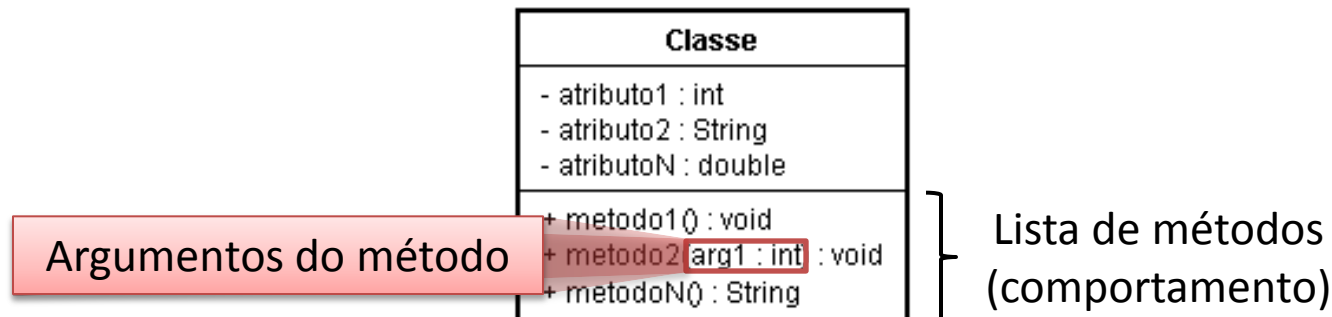 Classe
- atributo1 : int
- atributo2 : String
- atributoN : double
+ metodo1() : void
+ metodo2(arg1 : int) : void
+ metodoN() : String
Argumentos do método
Lista de métodos
(comportamento)